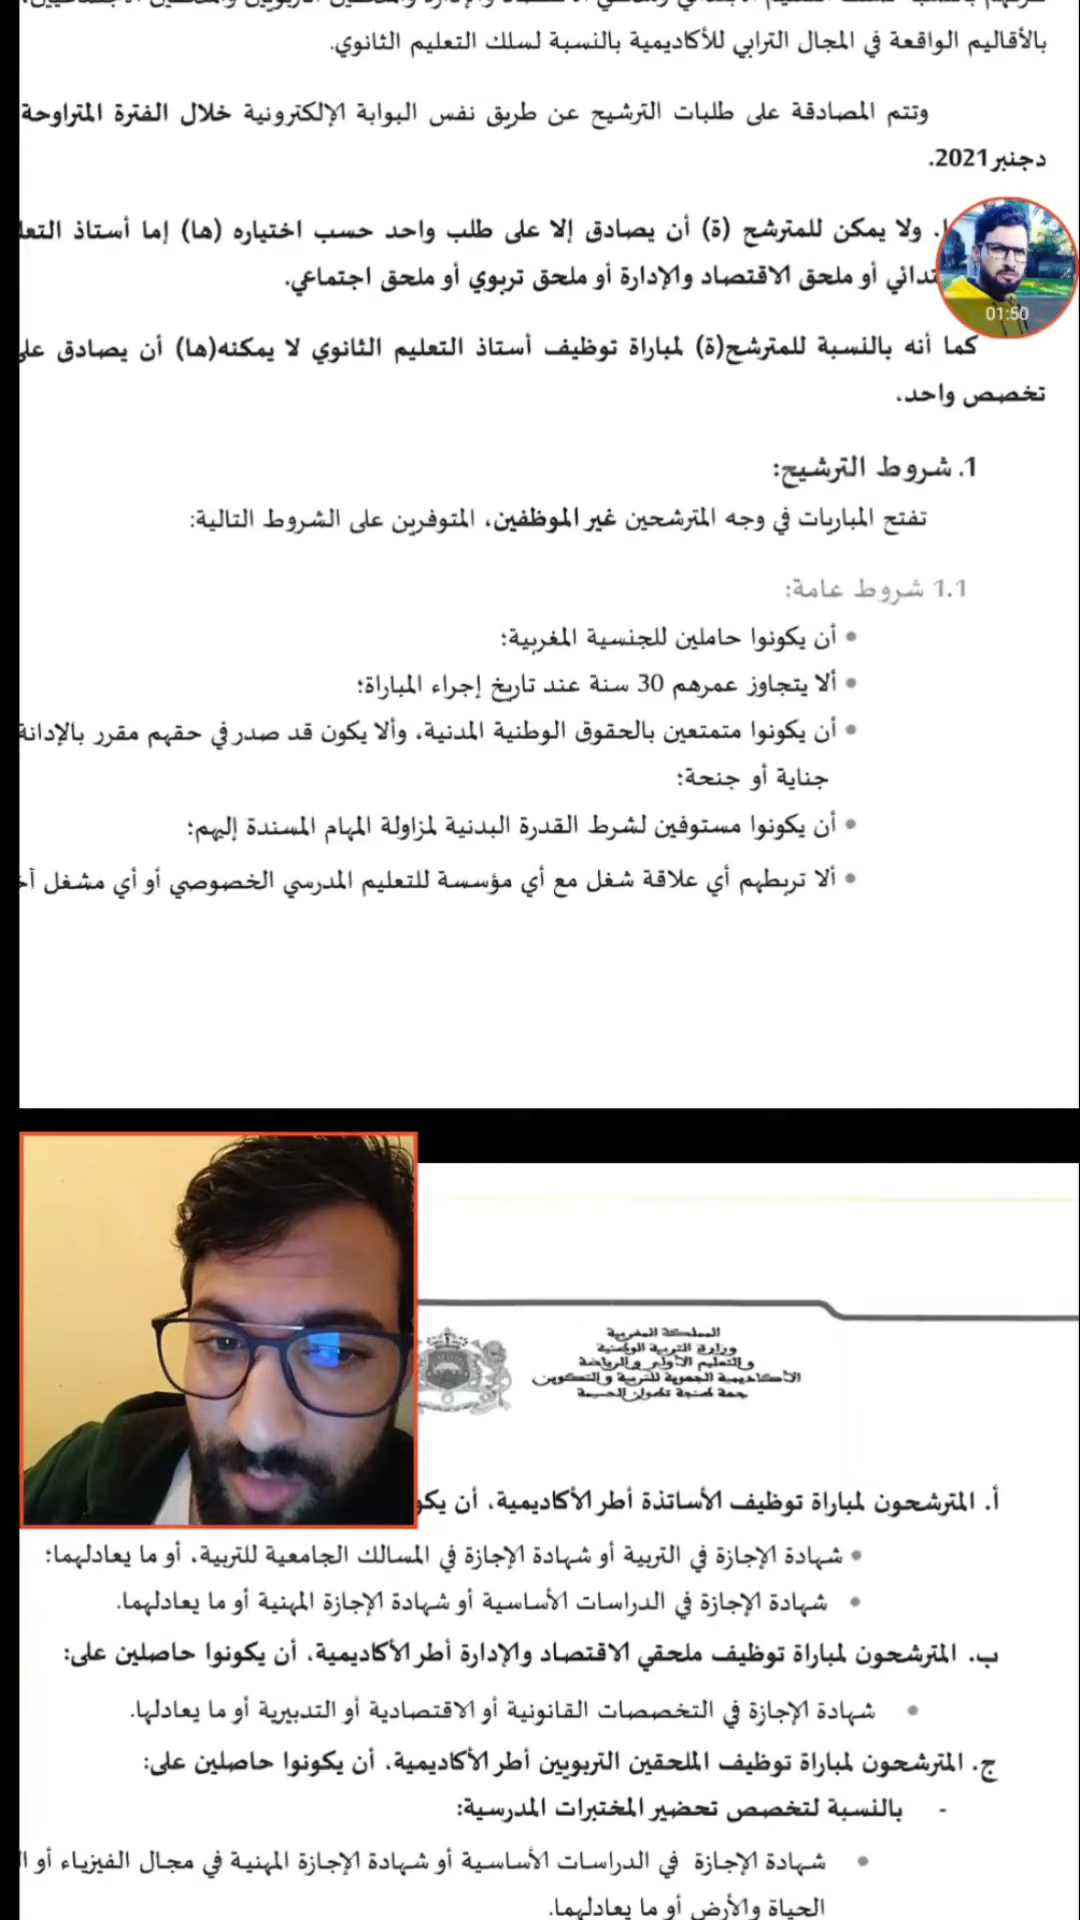 بالأقاليم الواقعة في المجال الترابي للأكاديمية بالنسبة لسلك التعليم الثانوي.
وتتم المصادقة على طلبات الترشيح عن طريق نفس البوابة الإلكترونية خلال الفترة المتراوحة
دجنبر 2021.
ولا يمكن للمترشح (ة) أن يصادق إلا على طلب واحد حسب اختياره (ها) إما أستاذ
أو ملحق الاقتصاد والإدارة أو ملحق تربوي أو ملحق اجتماعي.
01:50
كما أنه بالنسبة للمترشح(ة) لمباراة توظيف أستاذ التعليم الثانوي لا يمكنه(ها) أن يصادق
تخصص واحد.
1. شروط الترشيح:
تفتح المباريات في وجه المترشحين غير الموظفين، المتوفرين على الشروط التالية:
1.1 شروط عامة:
• أن يكونوا حاملين للجنسية المغربية؛
• ألا يتجاوز عمرهم 30 سنة عند تاريخ إجراء المباراة؛
• أن يكونوا متمتعين بالحقوق الوطنية المدنية، وألا يكون قد صدر في حقهم مقرر بالإدانة
جناية أو جنحة؛
• أن يكونوا مستوفين لشرط القدرة البدنية لمزاولة المهام المسندة إليهم؛
• ألا تربطهم أي علاقة شغل مع أي مؤسسة للتعليم المدرسي الخصوصي أو أي مشغل
المملكة المغربية
وزارة التربية الوطنية
والتعليم الأولي والرياضة
الأكاديمية الجهوية للتربية والتكوين
جهة طنجة تطوان الحسيمة
أ. المترشحون لمباراة توظيف الأساتذة أطر الأكاديمية، أن
• شهادة الإجازة في التربية أو شهادة الإجازة في المسالك الجامعية للتربية، أو ما يعادلهما؛
• شهادة الإجازة في الدراسات الأساسية أو شهادة الإجازة المهنية أو ما يعادلهما.
ب. المترشحون لمباراة توظيف ملحقي الاقتصاد والإدارة أطر الأكاديمية، أن يكونوا حاصلين على:
• شهادة الإجازة في التخصصات القانونية أو الاقتصادية أو التدبيرية أو ما يعادلها.
ج. المترشحون لمباراة توظيف الملحقين التربويين أطر الأكاديمية، أن يكونوا حاصلين على:
- بالنسبة لتخصص تحضير المختبرات المدرسية:
• شهادة الإجازة في الدراسات الأساسية أو شهادة الإجازة المهنية في مجال الفيزياء أو
الحياة والأرض أو ما يعادلهما.